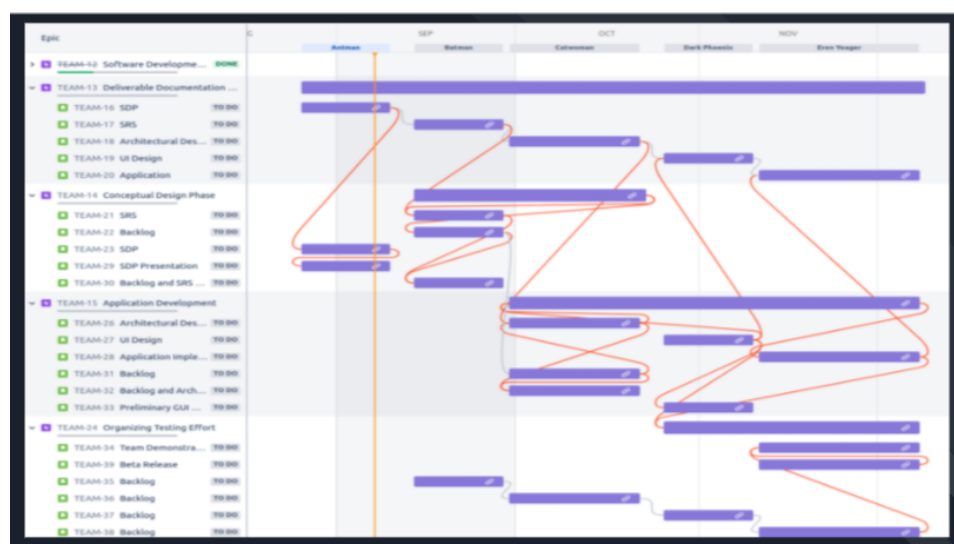 Epic
G SEP OCT NOV
Antman Batman Catwoman Dark Phoenix Eren Yeager
TEAM-12 Software Developme... DONE
TEAM-13 Deliverable Documentation ...
TEAM-16 SDP TO DO
TEAM-17 SRS TO DO
TEAM-18 Architectural Des... TO DO
TEAM-19 UI Design TO DO
TEAM-20 Application TO DO
TEAM-14 Conceptual Design Phase
TEAM-21 SRS TO DO
TEAM-22 Backlog TO DO
TEAM-23 SDP TO DO
TEAM-29 SDP Presentation TO DO
TEAM-30 Backlog and SRS ... TO DO
TEAM-15 Application Development
TEAM-26 Architectural Des... TO DO
TEAM-27 UI Design TO DO
TEAM-28 Application Imple... TO DO
TEAM-31 Backlog TO DO
TEAM-32 Backlog and Arch... TO DO
TEAM-33 Preliminary GUI ... TO DO
TEAM-24 Organizing Testing Effort
TEAM-34 Team Demonstra... TO DO
TEAM-39 Beta Release TO DO
TEAM-35 Backlog TO DO
TEAM-36 Backlog TO DO
TEAM-37 Backlog TO DO
TEAM-38 Backlog TO DO